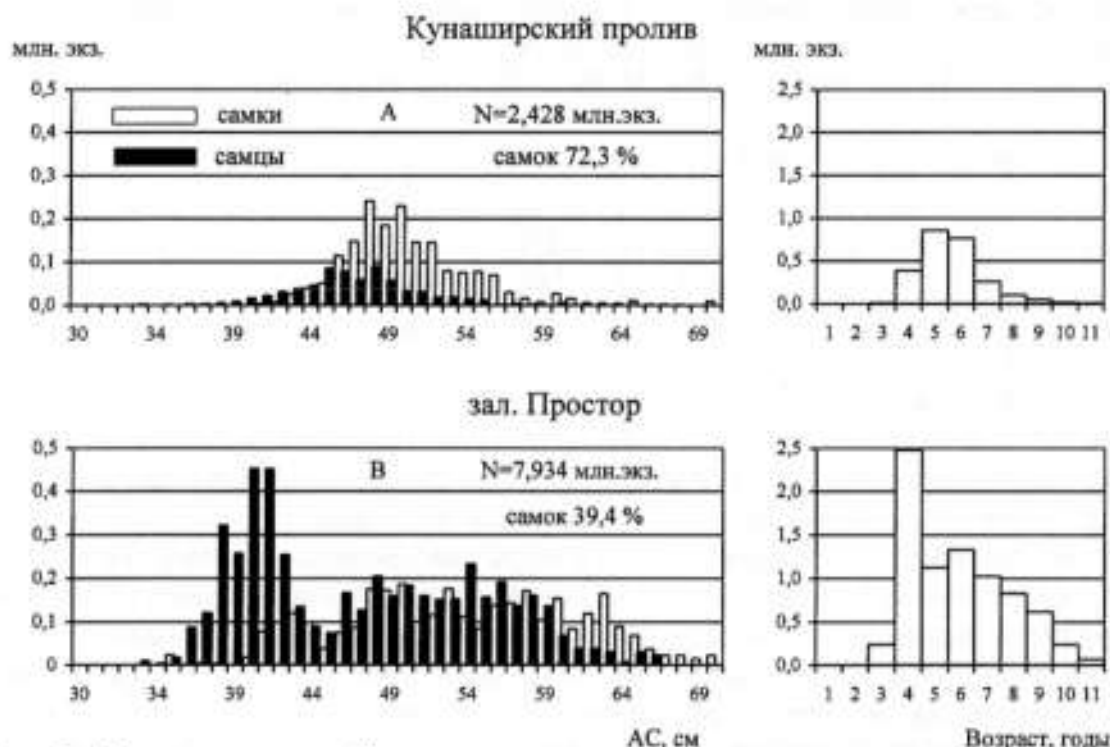 Кунаширский пролив
млн. экз.
млн. экз.
0,5
0,4
0,3
0,2
0,1
0,0
самки
самцы
А
N=2,428 млн.экз.
самок 72,3 %
30 34 39 44 49 54 59 64 69
2,5
2,0
1,5
1,0
0,5
0,0
1 2 3 4 5 6 7 8 9 10 11
зал. Простор
0,5
0,4
0,3
0,2
0,1
0
В
N=7,934 млн.экз.
самок 39,4 %
30 34 39 44 49 54 59 64 69
АС, см
2,5
2,0
1,5
1,0
0,5
0,0
1 2 3 4 5 6 7 8 9 10 11
Возраст, годы